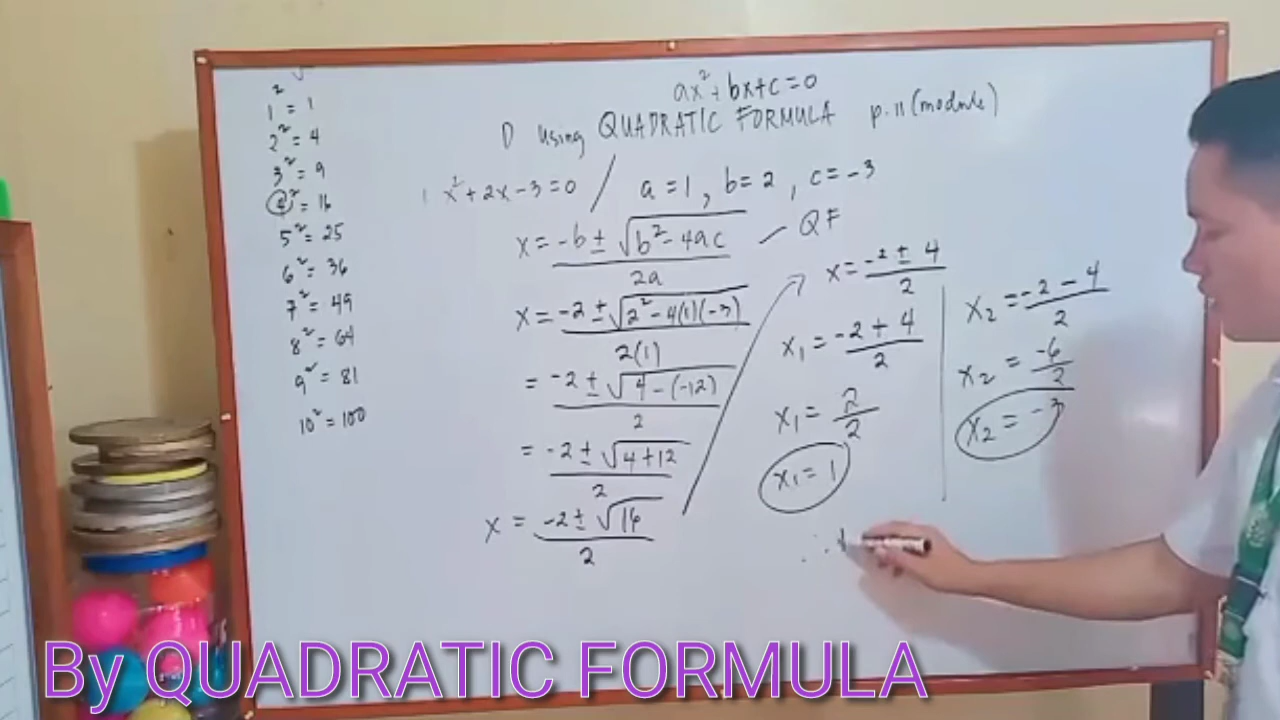 1² = 1
2² = 4
3² = 9
4² = 16
5² = 25
6² = 36
7² = 49
8² = 64
9² = 81
10² = 100
ax² + bx + c = 0
D using QUADRATIC FORMULA p.11 (module)
1 x² + 2x - 3 = 0 / a = 1, b = 2, c = -3
x = -b ± √(b² - 4ac) / 2a — QF
x = -2 ± √(2² - 4(1)(-3)) / 2(1)
= -2 ± √(4 - (-12)) / 2
= -2 ± √(4 + 12) / 2
x = -2 ± √16 / 2
x = -2 ± 4 / 2
x₁ = -2 + 4 / 2
x₁ = 2 / 2
x₁ = 1
x₂ = -2 - 4 / 2
x₂ = -6 / 2
x₂ = -3
∴
By QUADRATIC FORMULA